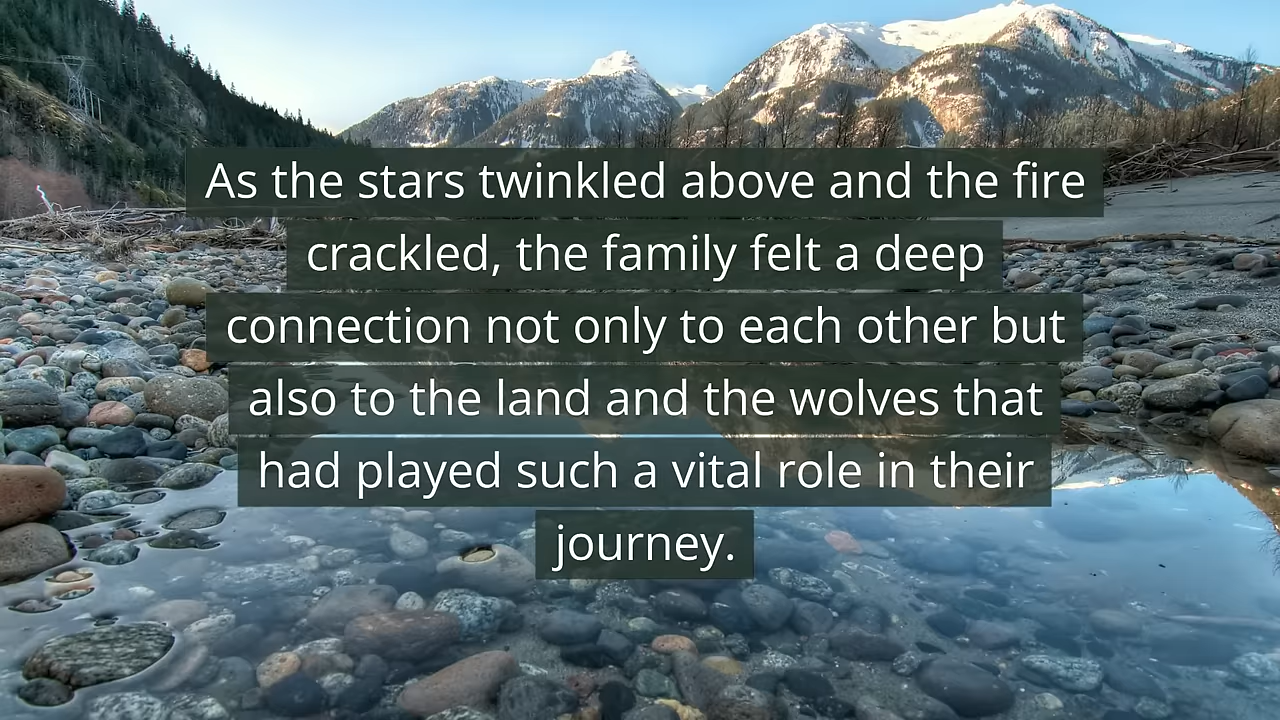 As the stars twinkled above and the fire
crackled, the family felt a deep
connection not only to each other but
also to the land and the wolves that
had played such a vital role in their
journey.